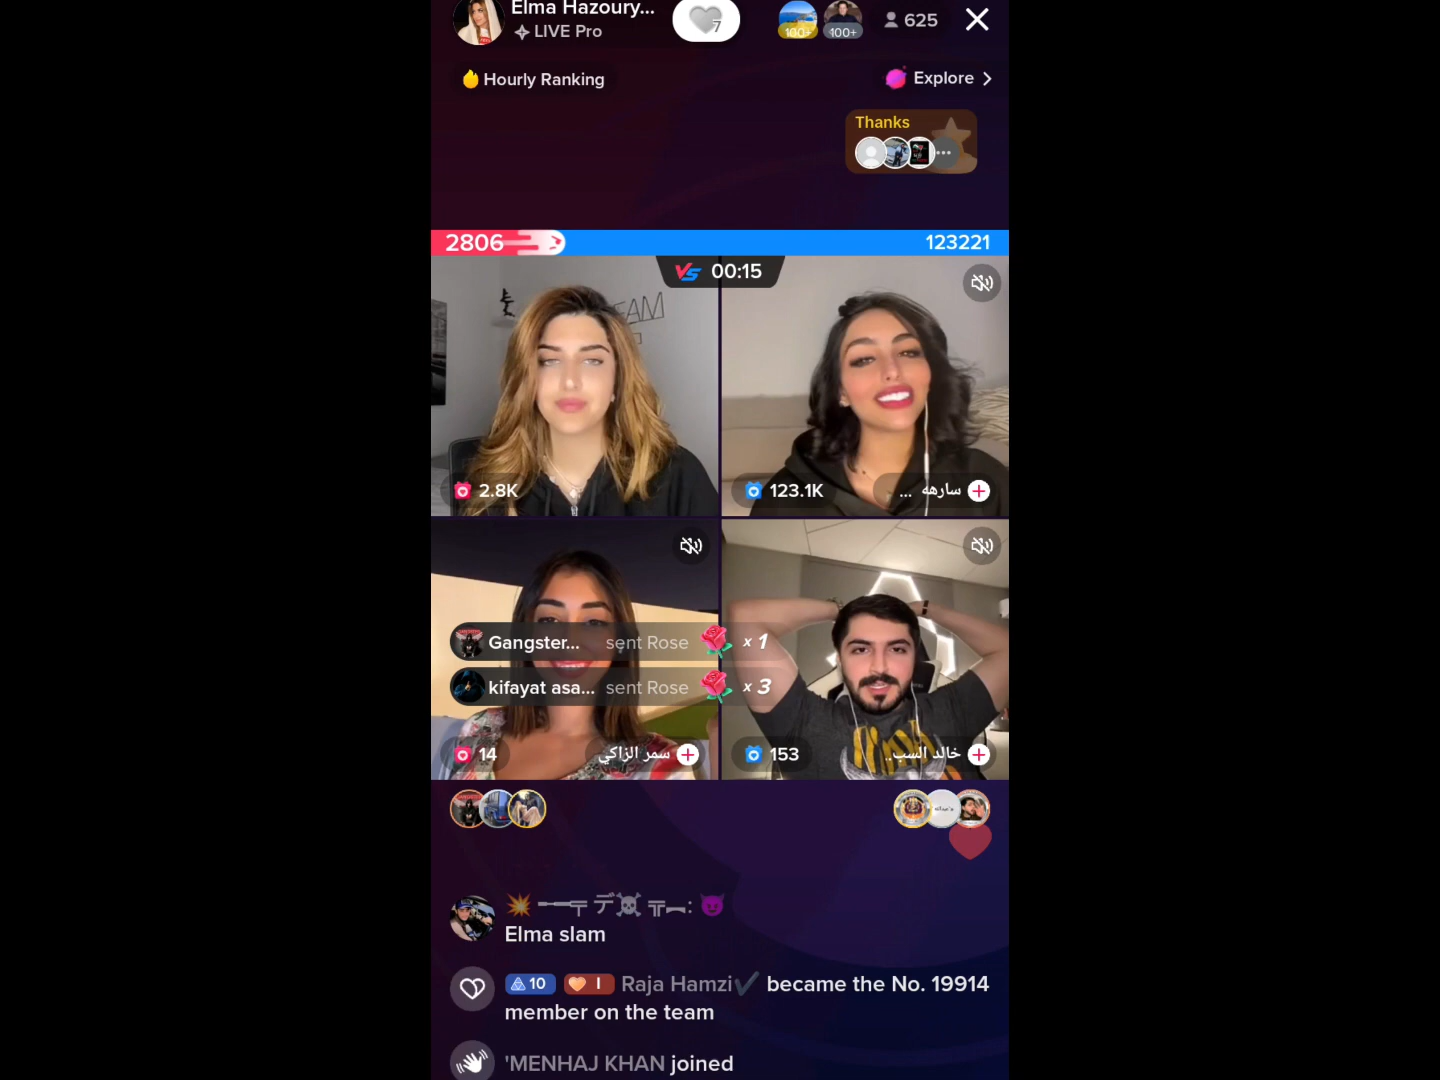 Elma Hazoury...
LIVE Pro
7
100+
100+
625
Hourly Ranking
Explore
Thanks
2806
123221
VS 00:15
2.8K
123.1K
سارهه ...
Gangster... sent Rose x 1
kifayat asa... sent Rose x 3
14
سمر الزاكي
153
خالد السب..
Elma slam
10 I Raja Hamzi✔ became the No. 19914
member on the team
'MENHAJ KHAN joined